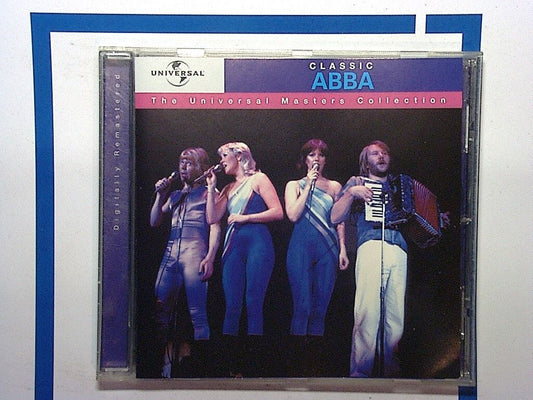 UNIVERSAL
CLASSIC
ABBA
The Universal Masters Collection
Digitally Remastered